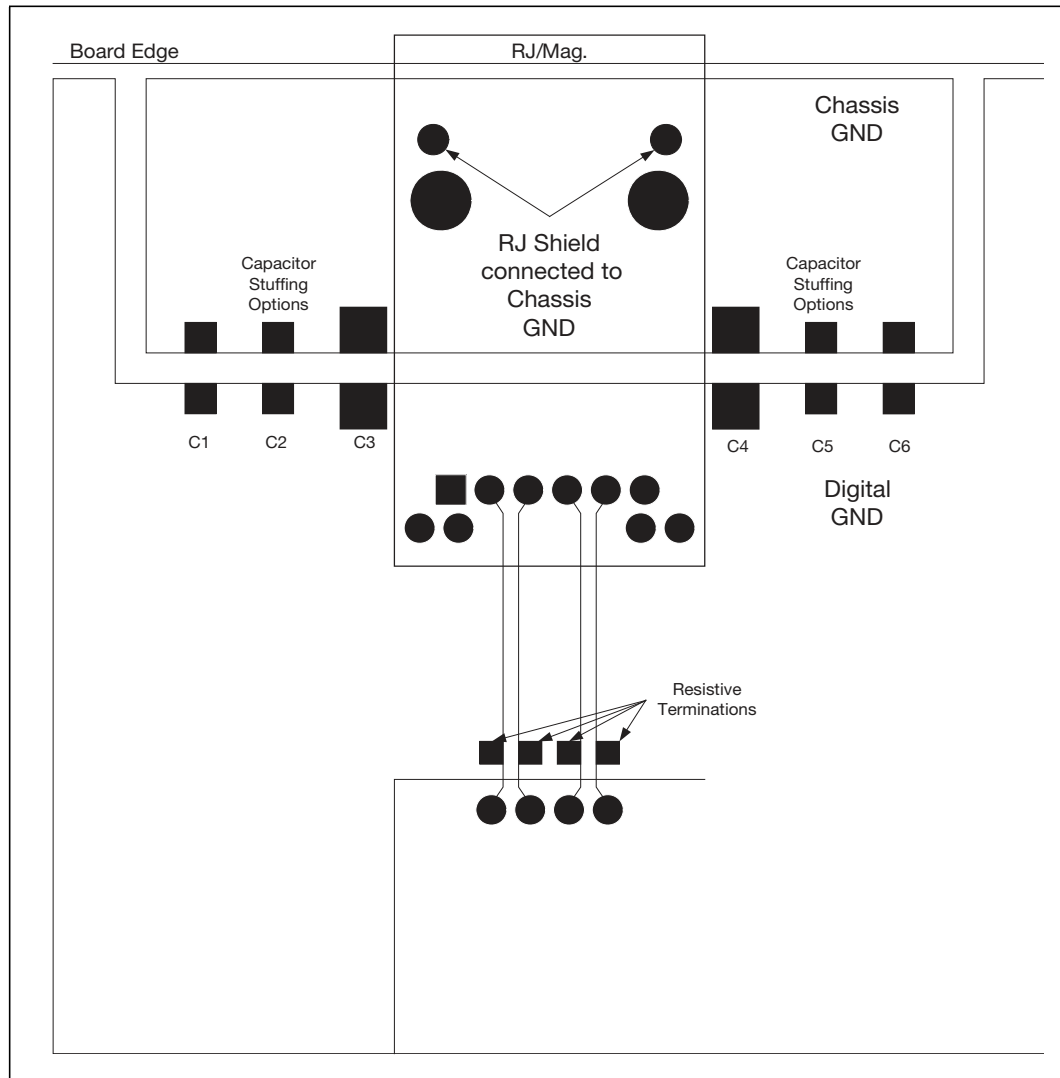 Board Edge
RJ/Mag.
Chassis
GND
RJ Shield
connected to
Chassis
GND
Capacitor
Stuffing
Options
Capacitor
Stuffing
Options
C1
C2
C3
C4
C5
C6
Digital
GND
Resistive
Terminations